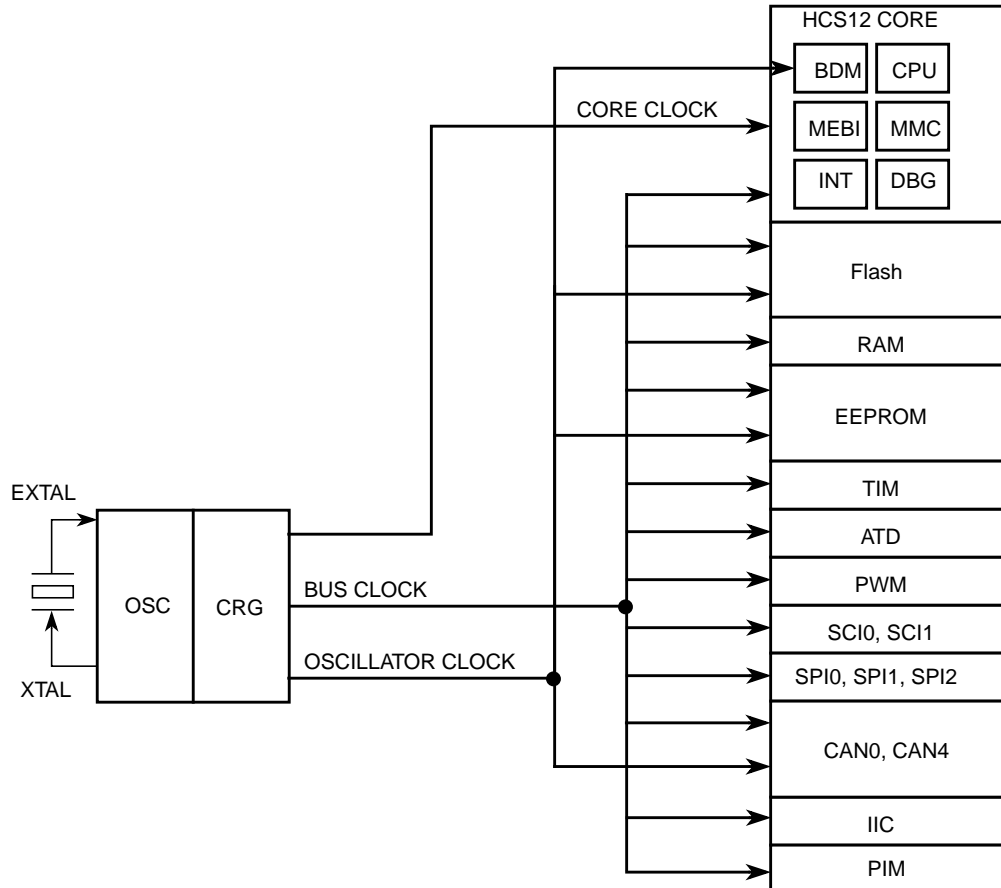 HCS12 CORE
BDM
CPU
CORE CLOCK
MEBI
MMC
INT
DBG
Flash
RAM
EEPROM
TIM
EXTAL
ATD
PWM
BUS CLOCK
OSC
CRG
SCI0, SCI1
OSCILLATOR CLOCK
SPI0, SPI1, SPI2
XTAL
CAN0, CAN4
IIC
PIM